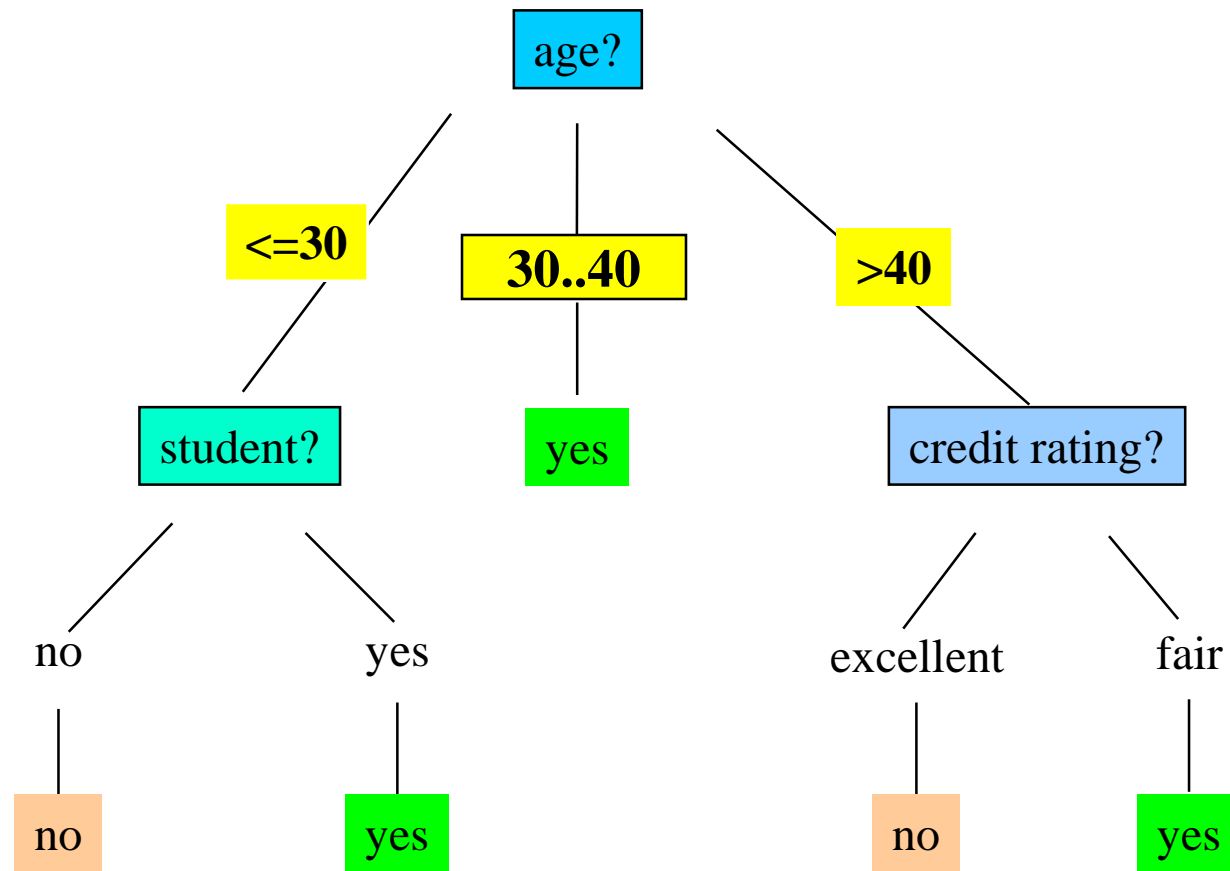 age?
<=30
30..40
>40
student?
yes
credit rating?
no
yes
excellent
fair
no
yes
no
yes